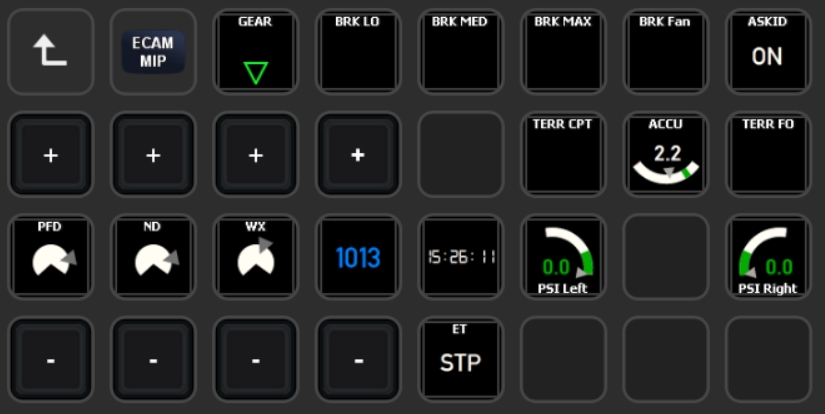 GEAR
BRK LO
BRK MED
BRK MAX
BRK Fan
ASKID
ECAM
MIP
ON
TERR CPT
ACCU
TERR FO
+
+
+
+
2.2
PFD
ND
WX
1013
15:26:11
0.0
0.0
PSI Left
PSI Right
ET
-
-
-
-
STP